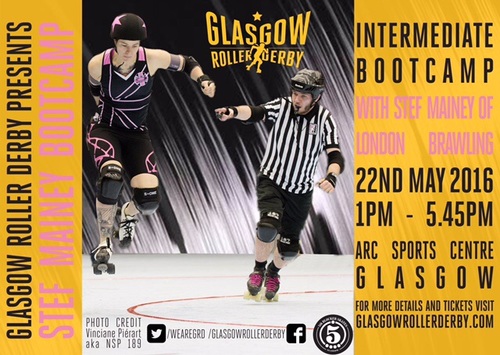 GLASGOW ROLLER DERBY PRESENTS
STEF MAINEY BOOTCAMP
GLASGOW
ROLLER DERBY
INTERMEDIATE
BOOTCAMP
WITH STEF MAINEY OF
LONDON BRAWLING
22ND MAY 2016
1PM - 5.45PM
ARC SPORTS CENTRE
GLASGOW
FOR MORE DETAILS AND TICKETS VISIT
GLASGOWROLLERDERBY.COM
PHOTO CREDIT
Vinciane Piérart
aka NSP 189
/WEAREGRD /GLASGOWROLLERDERBY
5